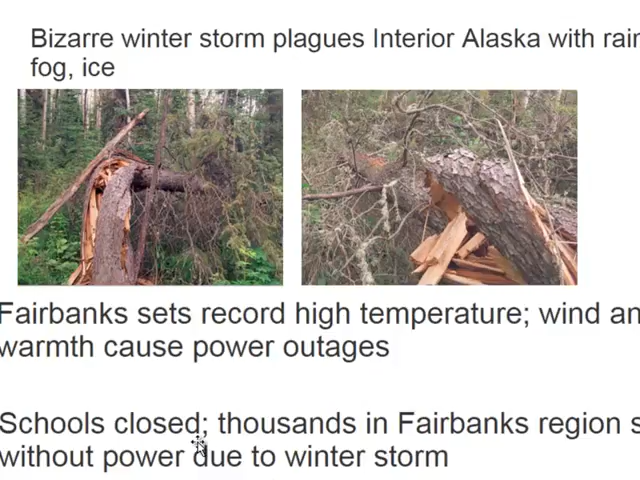 Bizarre winter storm plagues Interior Alaska with rain
fog, ice
Fairbanks sets record high temperature; wind an
warmth cause power outages
Schools closed; thousands in Fairbanks region s
without power due to winter storm